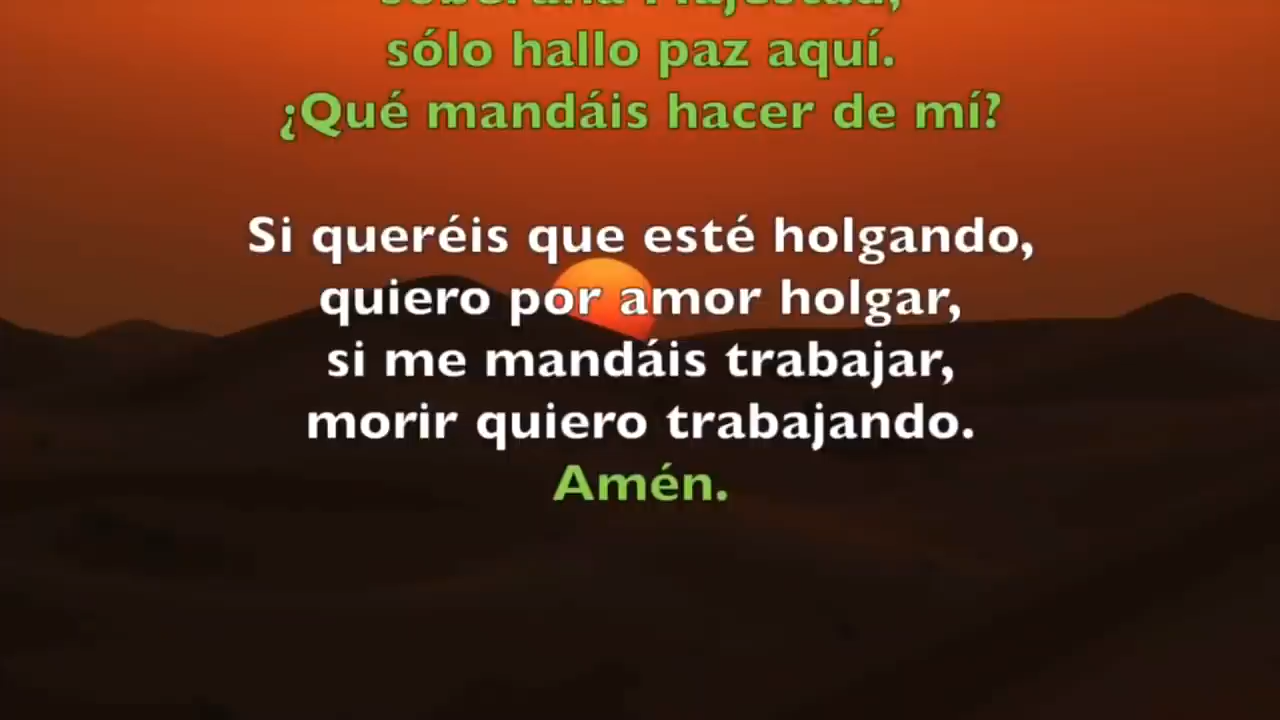 sólo hallo paz aquí.
¿Qué mandáis hacer de mí?
Si queréis que esté holgando,
quiero por amor holgar,
si me mandáis trabajar,
morir quiero trabajando.
Amén.